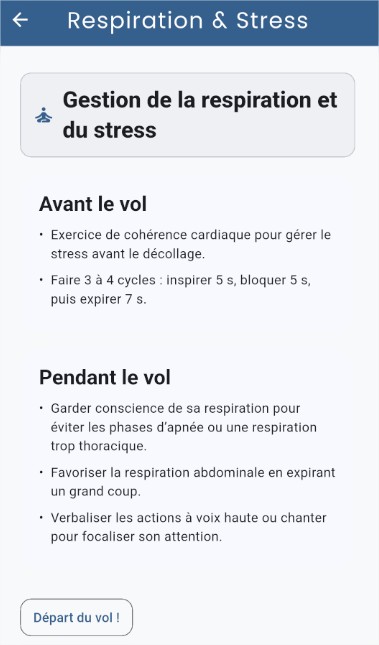 Respiration & Stress
Gestion de la respiration et
du stress
Avant le vol
• Exercice de cohérence cardiaque pour gérer le
stress avant le décollage.
• Faire 3 à 4 cycles : inspirer 5 s, bloquer 5 s,
puis expirer 7 s.
Pendant le vol
• Garder conscience de sa respiration pour
éviter les phases d'apnée ou une respiration
trop thoracique.
• Favoriser la respiration abdominale en expirant
un grand coup.
• Verbaliser les actions à voix haute ou chanter
pour focaliser son attention.
Départ du vol !